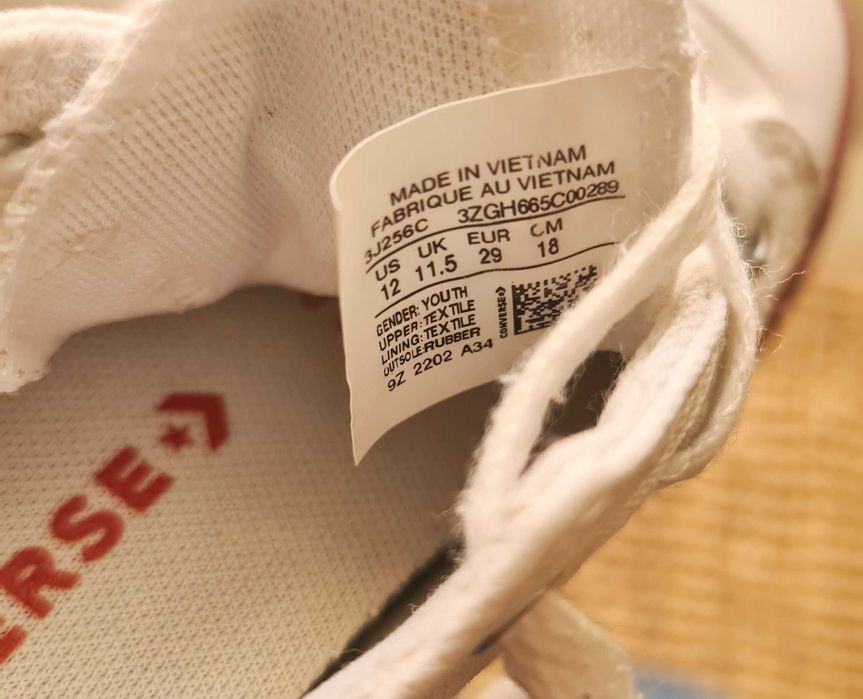 MADE IN VIETNAM
FABRIQUE AU VIETNAM
3J256C 3ZGH665C00289
US UK EUR CM
12 11.5 29 18
GENDER: YOUTH
UPPER: TEXTILE
LINING: TEXTILE
OUTSOLE: RUBBER
9Z 2202 A34
CONVERSE
ERSE